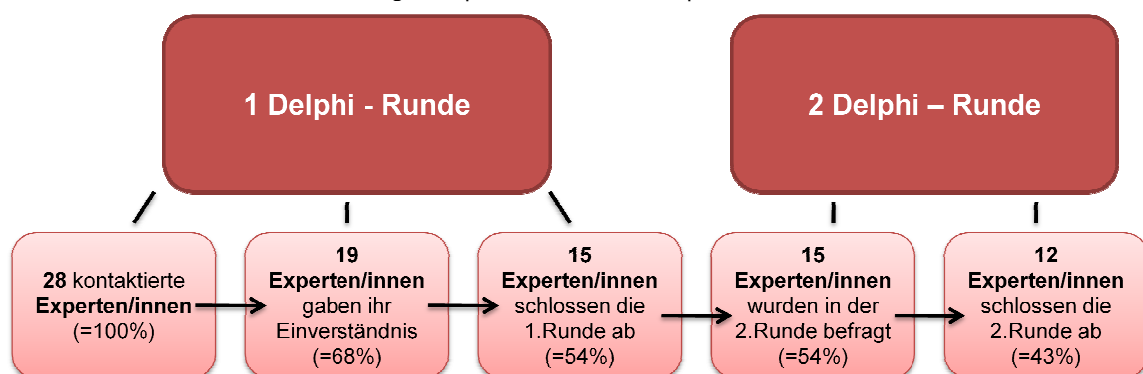 1 Delphi - Runde
2 Delphi – Runde
28 kontaktierte
Experten/innen
(=100%)
19
Experten/innen
gaben ihr
Einverständnis
(=68%)
15
Experten/innen
schlossen die
1.Runde ab
(=54%)
15
Experten/innen
wurden in der
2.Runde befragt
(=54%)
12
Experten/innen
schlossen die
2.Runde ab
(=43%)